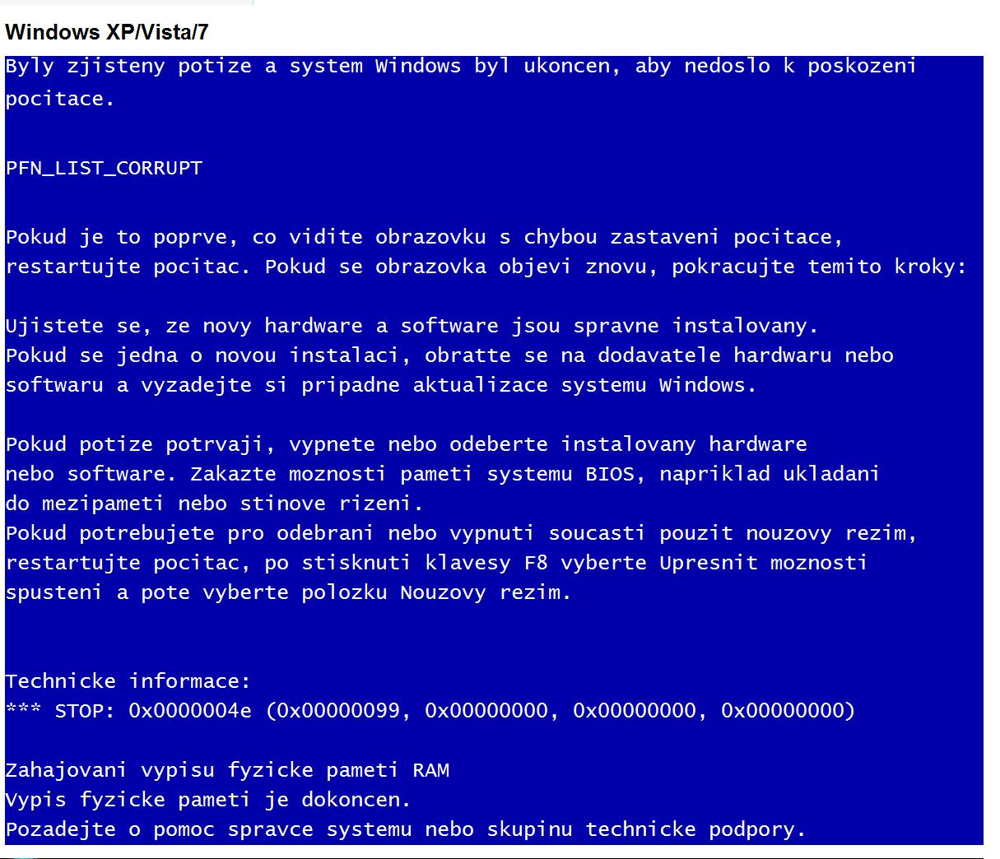 Windows XP/Vista/7
Byly zjisteny potize a system Windows byl ukoncen, aby nedoslo k poskozeni
pocitace.
PFN_LIST_CORRUPT
Pokud je to poprve, co vidite obrazovku s chybou zastaveni pocitace,
restartujte pocitac. Pokud se obrazovka objevi znovu, pokracujte temito kroky:
Ujistete se, ze novy hardware a software jsou spravne instalovany.
Pokud se jedna o novou instalaci, obratte se na dodavatele hardwaru nebo
softwaru a vyzadejte si pripadne aktualizace systemu Windows.
Pokud potize potrvaji, vypnete nebo odeberte instalovany hardware
nebo software. Zakazte moznosti pameti systemu BIOS, napriklad ukladani
do mezipameti nebo stinove rizeni.
Pokud potrebujete pro odebrani nebo vypnuti soucasti pouzit nouzovy rezim,
restartujte pocitac, po stisknuti klavesy F8 vyberte Upresnit moznosti
spusteni a pote vyberte polozku Nouzovy rezim.
Technicke informace:
*** STOP: 0x0000004e (0x00000099, 0x00000000, 0x00000000, 0x00000000)
Zahajovani vypisu fyzicke pameti RAM
Vypis fyzicke pameti je dokoncen.
Pozadejte o pomoc spravce systemu nebo skupinu technicke podpory.